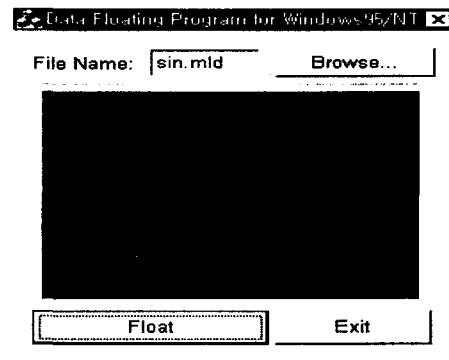 Data Floating Program for Windows95/NT
File Name: sin.mld Browse...
Float Exit